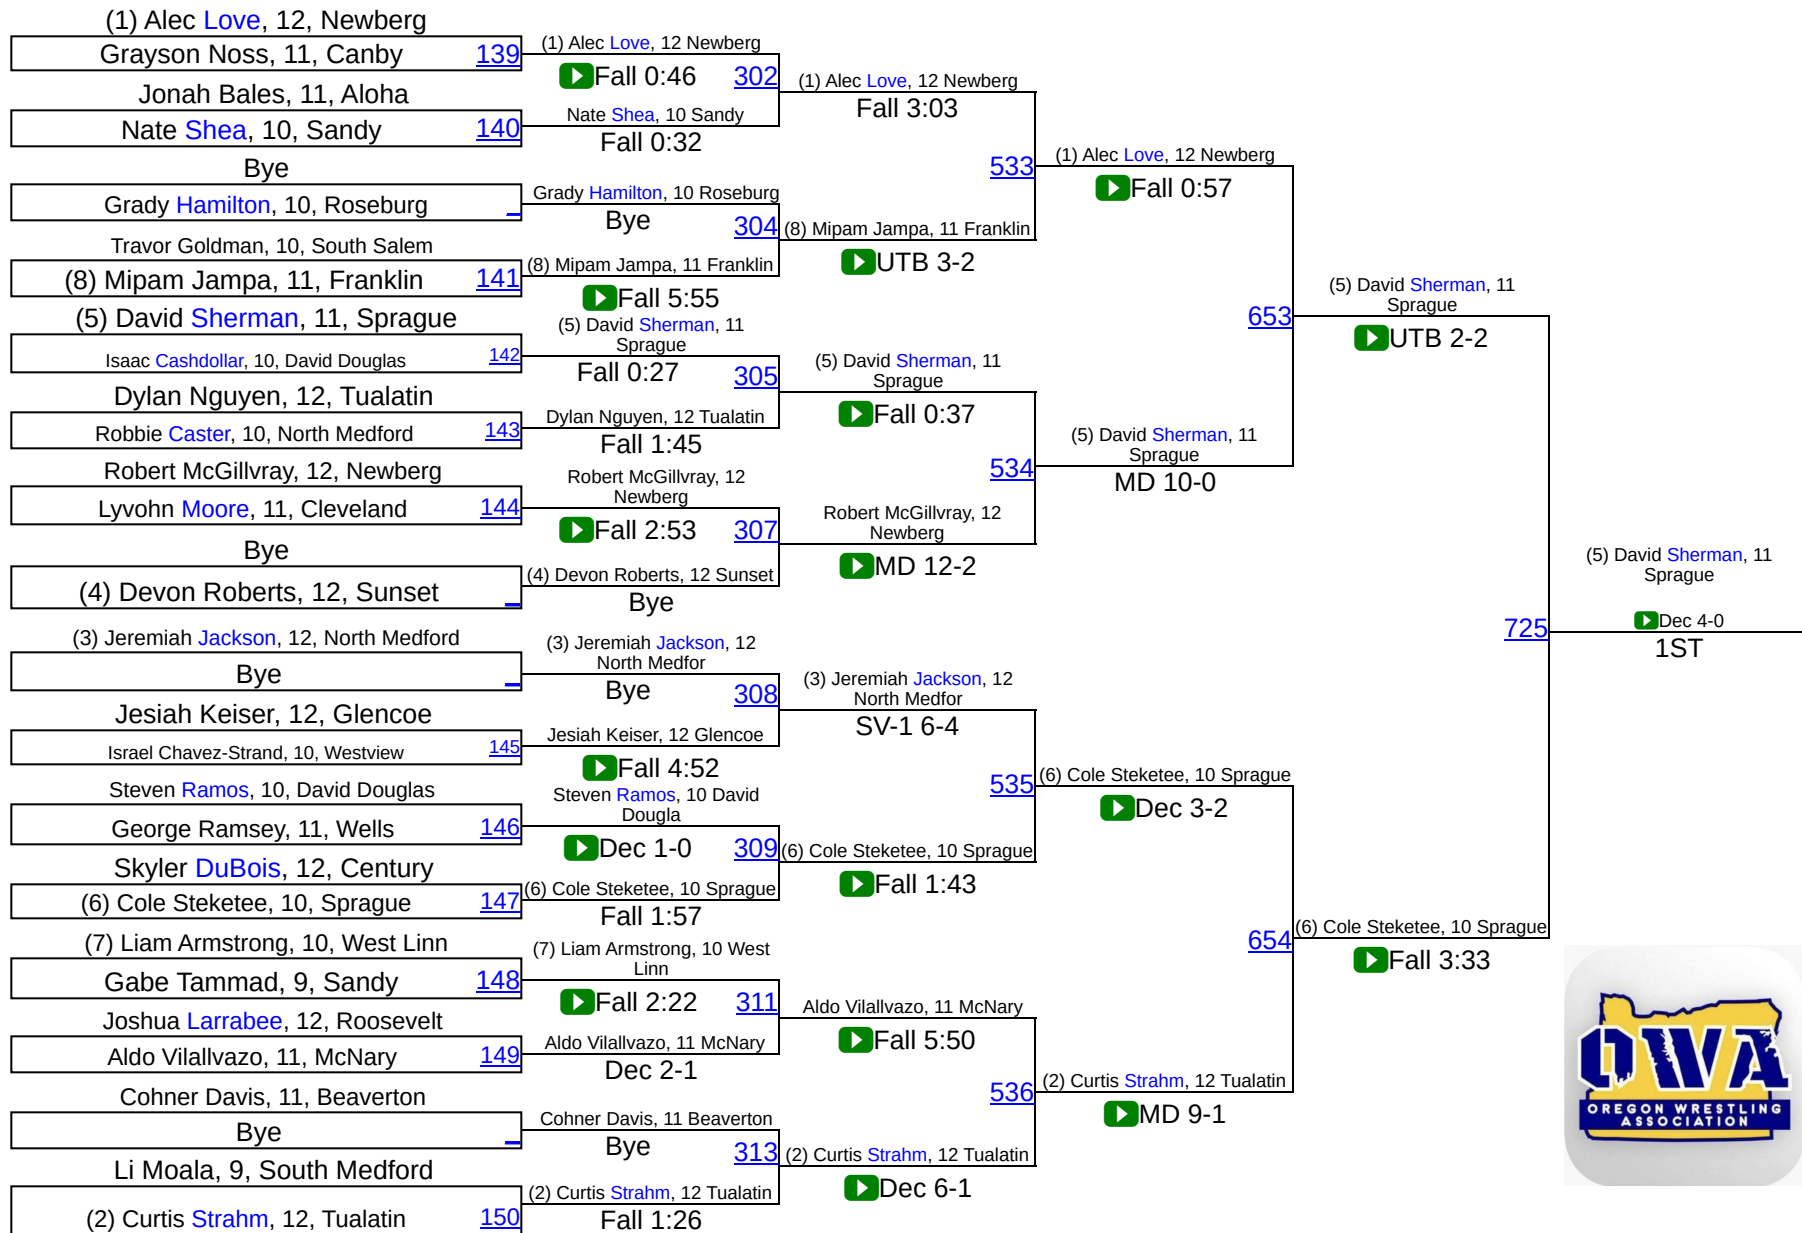 (1) Alec Love, 12, Newberg
Grayson Noss, 11, Canby 139
Jonah Bales, 11, Aloha
Nate Shea, 10, Sandy 140
Bye
Grady Hamilton, 10, Roseburg
Travor Goldman, 10, South Salem
(8) Mipam Jampa, 11, Franklin 141
(5) David Sherman, 11, Sprague
Isaac Cashdollar, 10, David Douglas 142
Dylan Nguyen, 12, Tualatin
Robbie Caster, 10, North Medford 143
Robert McGillvray, 12, Newberg
Lyvohn Moore, 11, Cleveland 144
Bye
(4) Devon Roberts, 12, Sunset
(3) Jeremiah Jackson, 12, North Medford
Bye
Jesiah Keiser, 12, Glencoe
Israel Chavez-Strand, 10, Westview 145
Steven Ramos, 10, David Douglas
George Ramsey, 11, Wells 146
Skyler DuBois, 12, Century
(6) Cole Steketee, 10, Sprague 147
(7) Liam Armstrong, 10, West Linn
Gabe Tammad, 9, Sandy 148
Joshua Larrabee, 12, Roosevelt
Aldo Vilallvazo, 11, McNary 149
Cohner Davis, 11, Beaverton
Bye
Li Moala, 9, South Medford
(2) Curtis Strahm, 12, Tualatin 150
(1) Alec Love, 12 Newberg
Fall 0:46 302
Nate Shea, 10 Sandy
Fall 0:32
Grady Hamilton, 10 Roseburg
Bye 304
(8) Mipam Jampa, 11 Franklin
Fall 5:55
(5) David Sherman, 11
Sprague
Fall 0:27 305
Dylan Nguyen, 12 Tualatin
Fall 1:45
Robert McGillvray, 12
Newberg
Fall 2:53 307
(4) Devon Roberts, 12 Sunset
Bye
(3) Jeremiah Jackson, 12
North Medfor
Bye 308
Jesiah Keiser, 12 Glencoe
Fall 4:52
Steven Ramos, 10 David
Dougla
Dec 1-0 309
(6) Cole Steketee, 10 Sprague
Fall 1:57
(7) Liam Armstrong, 10 West
Linn
Fall 2:22 311
Aldo Vilallvazo, 11 McNary
Dec 2-1
Cohner Davis, 11 Beaverton
Bye 313
(2) Curtis Strahm, 12 Tualatin
Fall 1:26
(1) Alec Love, 12 Newberg
Fall 3:03
533
(8) Mipam Jampa, 11 Franklin
UTB 3-2
(5) David Sherman, 11
Sprague
Fall 0:37
534
Robert McGillvray, 12
Newberg
MD 12-2
(3) Jeremiah Jackson, 12
North Medfor
SV-1 6-4
535
(6) Cole Steketee, 10 Sprague
Fall 1:43
Aldo Vilallvazo, 11 McNary
Fall 5:50
536
(2) Curtis Strahm, 12 Tualatin
Dec 6-1
(1) Alec Love, 12 Newberg
Fall 0:57
653
(5) David Sherman, 11
Sprague
MD 10-0
(6) Cole Steketee, 10 Sprague
Dec 3-2
654
(2) Curtis Strahm, 12 Tualatin
MD 9-1
(5) David Sherman, 11
Sprague
UTB 2-2
725
(6) Cole Steketee, 10 Sprague
Fall 3:33
(5) David Sherman, 11
Sprague
Dec 4-0
1ST
OWA
OREGON WRESTLING
ASSOCIATION